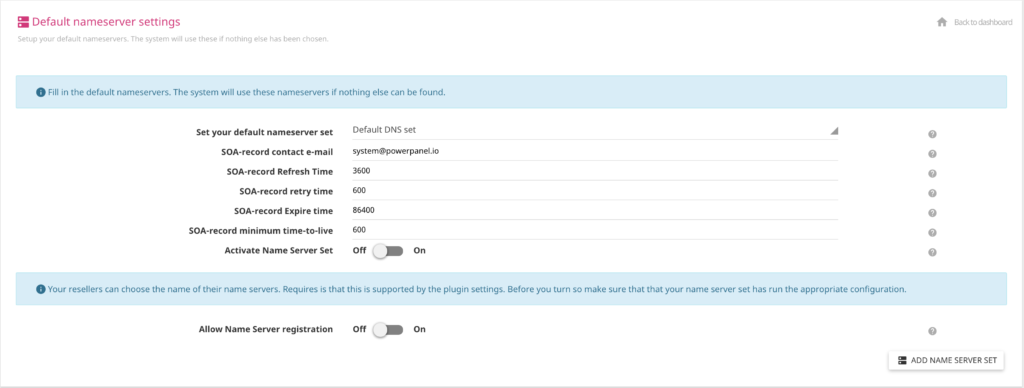 Default nameserver settings
Back to dashboard
Setup your default nameservers. The system will use these if nothing else has been chosen.
Fill in the default nameservers. The system will use these nameservers if nothing else can be found.
Set your default nameserver set Default DNS set
SOA-record contact e-mail system@powerpanel.io
SOA-record Refresh Time 3600
SOA-record retry time 600
SOA-record Expire time 86400
SOA-record minimum time-to-live 600
Activate Name Server Set Off On
Your resellers can choose the name of their name servers. Requires is that this is supported by the plugin settings. Before you turn so make sure that that your name server set has run the appropriate configuration.
Allow Name Server registration Off On
ADD NAME SERVER SET